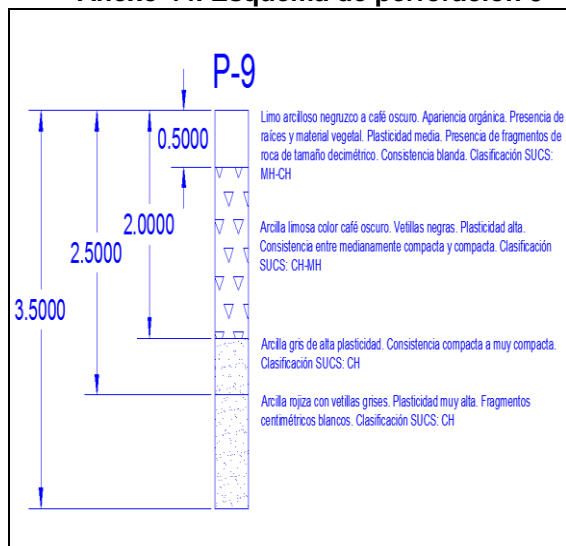 Anexo 44. Esquema de perforación 9
P-9
0.5000
2.0000
2.5000
3.5000
Limo arcilloso negruzco a café oscuro. Apariencia orgánica. Presencia de
raíces y material vegetal. Plasticidad media. Presencia de fragmentos de
roca de tamaño decimétrico. Consistencia blanda. Clasificación SUCS:
MH-CH
Arcilla limosa color café oscuro. Vetillas negras. Plasticidad alta.
Consistencia entre medianamente compacta y compacta. Clasificación
SUCS: CH-MH
Arcilla gris de alta plasticidad. Consistencia compacta a muy compacta.
Clasificación SUCS: CH
Arcilla rojiza con vetillas grises. Plasticidad muy alta. Fragmentos
centimétricos blancos. Clasificación SUCS: CH